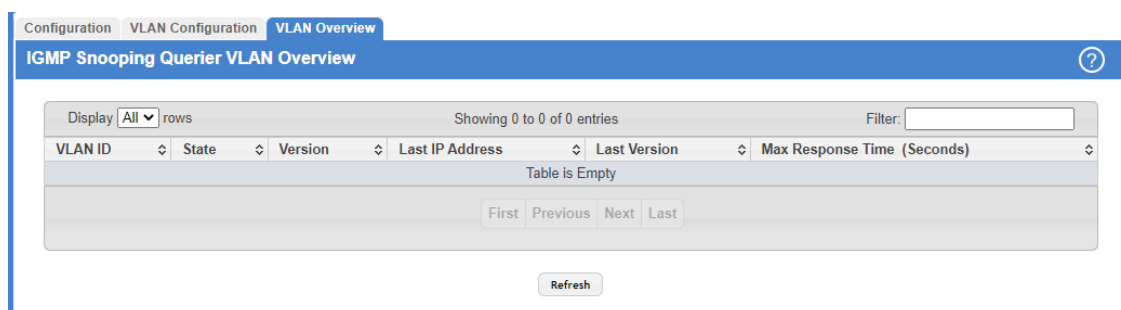 Configuration VLAN Configuration VLAN Overview
IGMP Snooping Querier VLAN Overview ?
Display All rows Showing 0 to 0 of 0 entries Filter:
VLAN ID State Version Last IP Address Last Version Max Response Time (Seconds)
Table is Empty
First Previous Next Last
Refresh